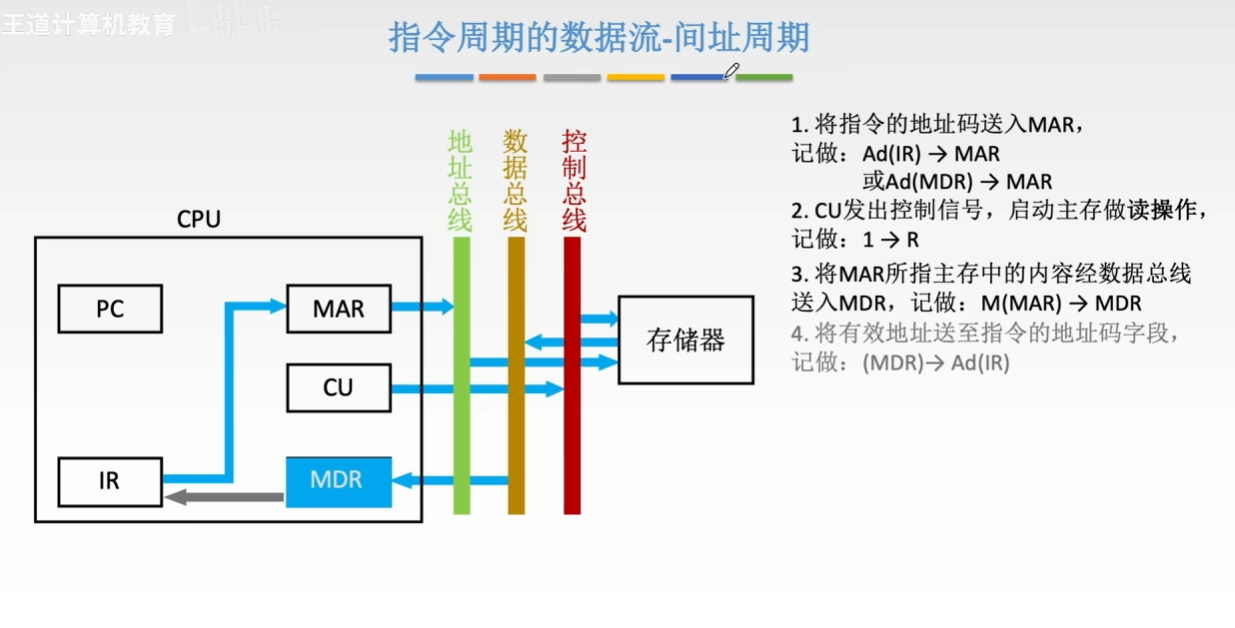 王道计算机教育
指令周期的数据流-间址周期
地址总线
数据总线
控制总线
1. 将指令的地址码送入MAR，
记做：Ad(IR) → MAR
或Ad(MDR) → MAR
2. CU发出控制信号，启动主存做读操作，
记做：1 → R
3. 将MAR所指主存中的内容经数据总线
送入MDR，记做：M(MAR) → MDR
4. 将有效地址送至指令的地址码字段，
记做：(MDR)→ Ad(IR)
CPU
PC
MAR
存储器
CU
IR
MDR